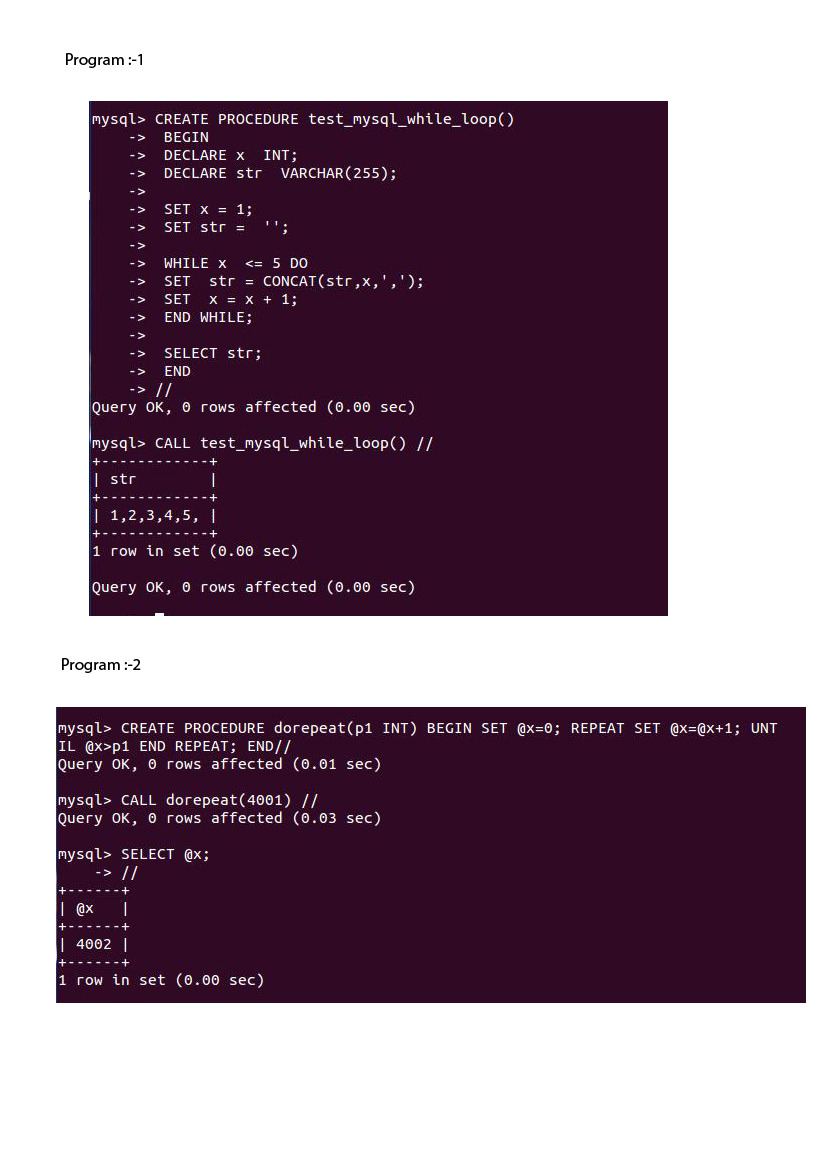 Program :-1
mysql> CREATE PROCEDURE test_mysql_while_loop()
    ->  BEGIN
    ->  DECLARE x  INT;
    ->  DECLARE str  VARCHAR(255);
    ->
    ->  SET x = 1;
    ->  SET str =  '';
    ->
    ->  WHILE x  <= 5 DO
    ->  SET  str = CONCAT(str,x,',');
    ->  SET  x = x + 1;
    ->  END WHILE;
    ->
    ->  SELECT str;
    ->  END
    -> //
Query OK, 0 rows affected (0.00 sec)
mysql> CALL test_mysql_while_loop() //
+------------+
| str        |
+------------+
| 1,2,3,4,5, |
+------------+
1 row in set (0.00 sec)
Query OK, 0 rows affected (0.00 sec)
Program :-2
mysql> CREATE PROCEDURE dorepeat(p1 INT) BEGIN SET @x=0; REPEAT SET @x=@x+1; UNT
IL @x>p1 END REPEAT; END//
Query OK, 0 rows affected (0.01 sec)
mysql> CALL dorepeat(4001) //
Query OK, 0 rows affected (0.03 sec)
mysql> SELECT @x;
    -> //
+------+
| @x   |
+------+
| 4002 |
+------+
1 row in set (0.00 sec)